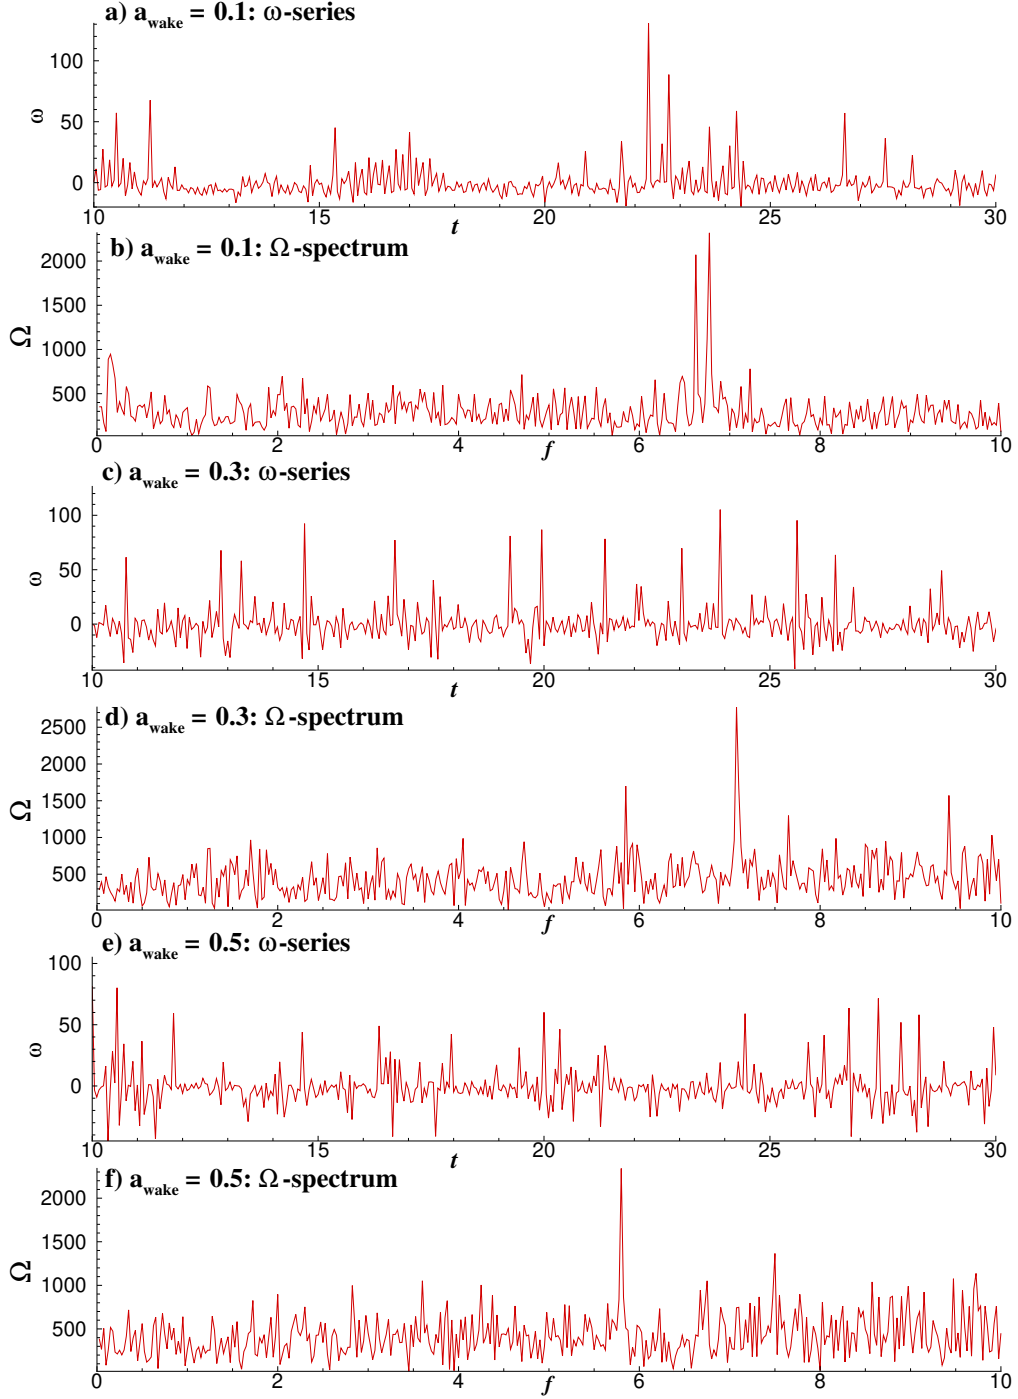 a) a_wake = 0.1: ω-series
100
50
0
ω
10 15 20 25 30
t
b) a_wake = 0.1: Ω-spectrum
2000
1500
1000
500
Ω
0 2 4 6 8 10
f
c) a_wake = 0.3: ω-series
100
50
0
ω
10 15 20 25 30
t
d) a_wake = 0.3: Ω-spectrum
2500
2000
1500
1000
500
Ω
0 2 4 6 8 10
f
e) a_wake = 0.5: ω-series
100
50
0
ω
10 15 20 25 30
t
f) a_wake = 0.5: Ω-spectrum
2000
1500
1000
500
Ω
0 2 4 6 8 10
f